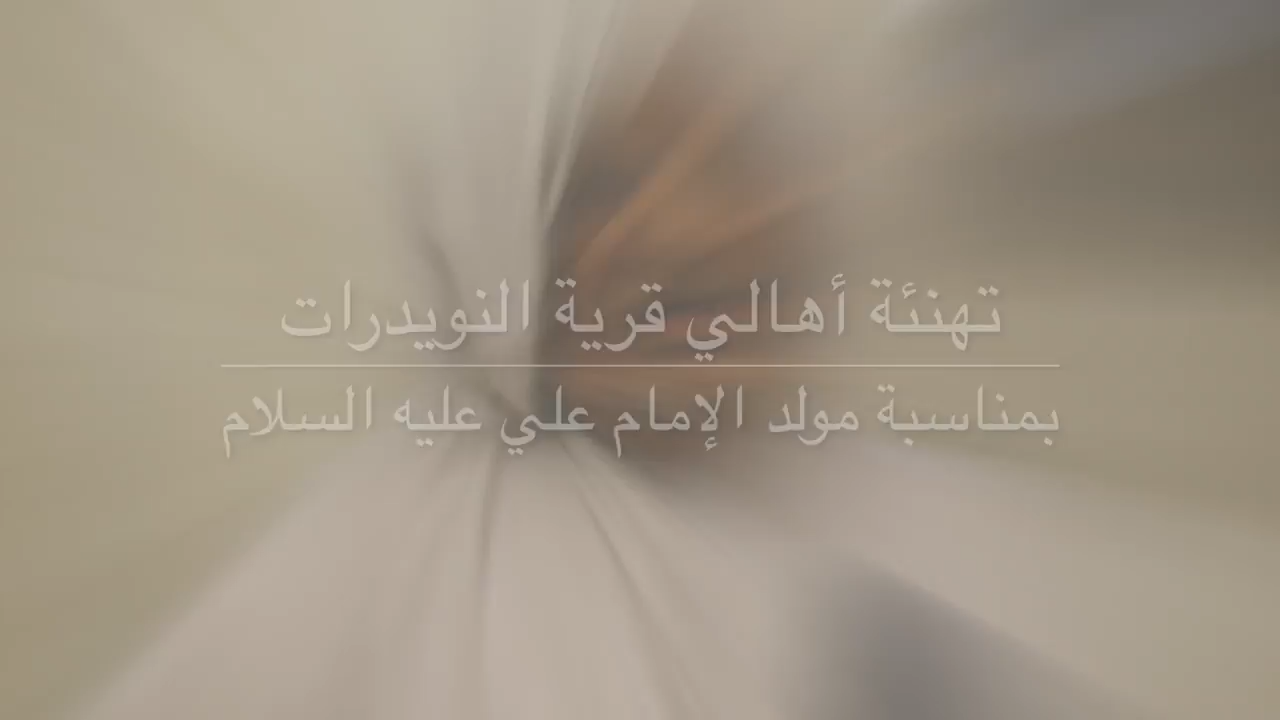 تهنئة أهالي قرية النويدرات
بمناسبة مولد الإمام علي عليه السلام